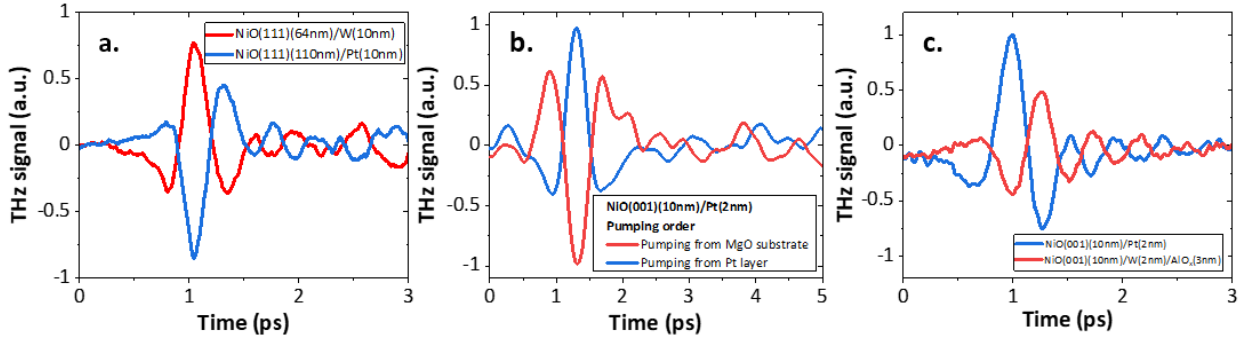 a.
NiO(111)(64nm)/W(10nm)
NiO(111)(110nm)/Pt(10nm)
THz signal (a.u.)
1
0.5
0
-0.5
-1
0
1
2
3
Time (ps)
b.
NiO(001)(10nm)/Pt(2nm)
Pumping order
Pumping from MgO substrate
Pumping from Pt layer
THz signal (a.u.)
1
0.5
0
-0.5
-1
0
1
2
3
4
5
Time (ps)
c.
NiO(001)(10nm)/Pt(2nm)
NiO(001)(10nm)/W(2nm)/AlOₓ(3nm)
THz signal (a.u.)
1
0.5
0
-0.5
-1
0
1
2
3
Time (ps)